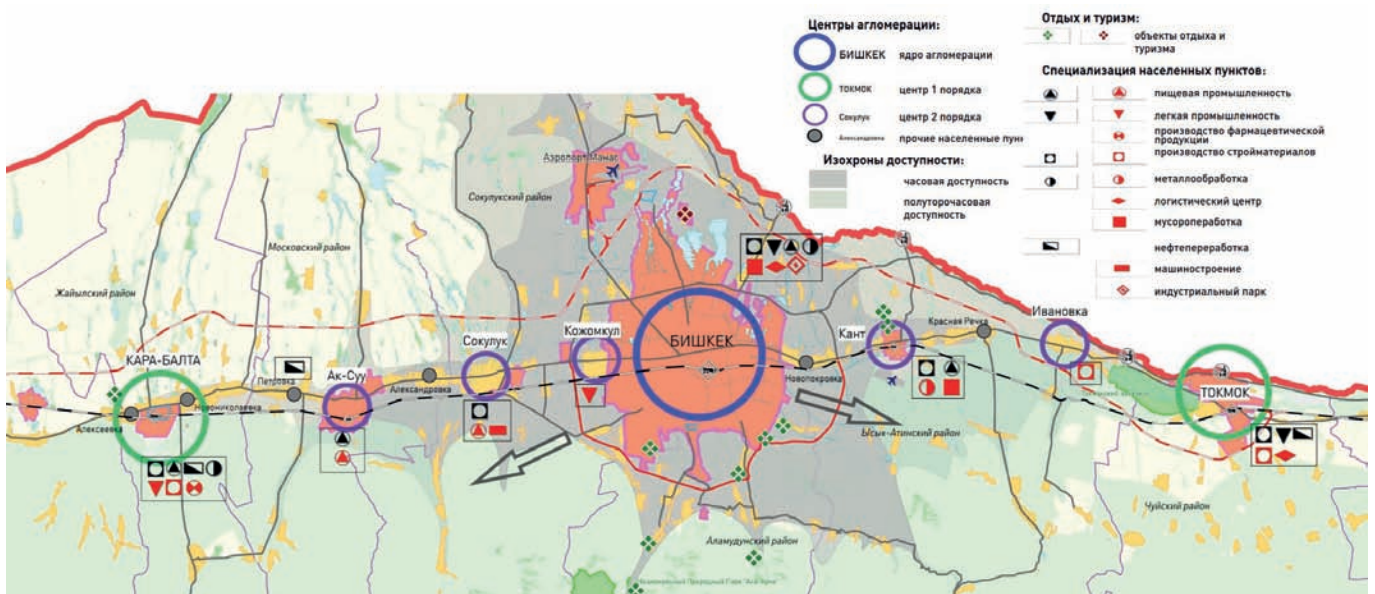 Центры агломерации:
БИШКЕК ядро агломерации
ТОКМОК центр 1 порядка
Сокулук центр 2 порядка
Александровка прочие населенные пун
Изохроны доступности:
часовая доступность
полуторочасовая
доступность
Отдых и туризм:
объекты отдыха и
туризма
Специализация населенных пунктов:
пищевая промышленность
легкая промышленность
производство фармацевтической
продукции
производство стройматериалов
металлообработка
логистический центр
мусоропеработка
нефтепереработка
машиностроение
индустриальный парк
Аэропорт Манас
Сокулукский район
Московский район
Жайылский район
КАРА-БАЛТА
Петровка
Ак-Суу
Сокулук
Кожомкул
БИШКЕК
Кант
Красная Речка
Ивановка
Александровка
Новопокровка
ТОКМОК
Новониколаевка
Алексеевка
Ысык-Атинский район
Чуйский район
Аламудунский район